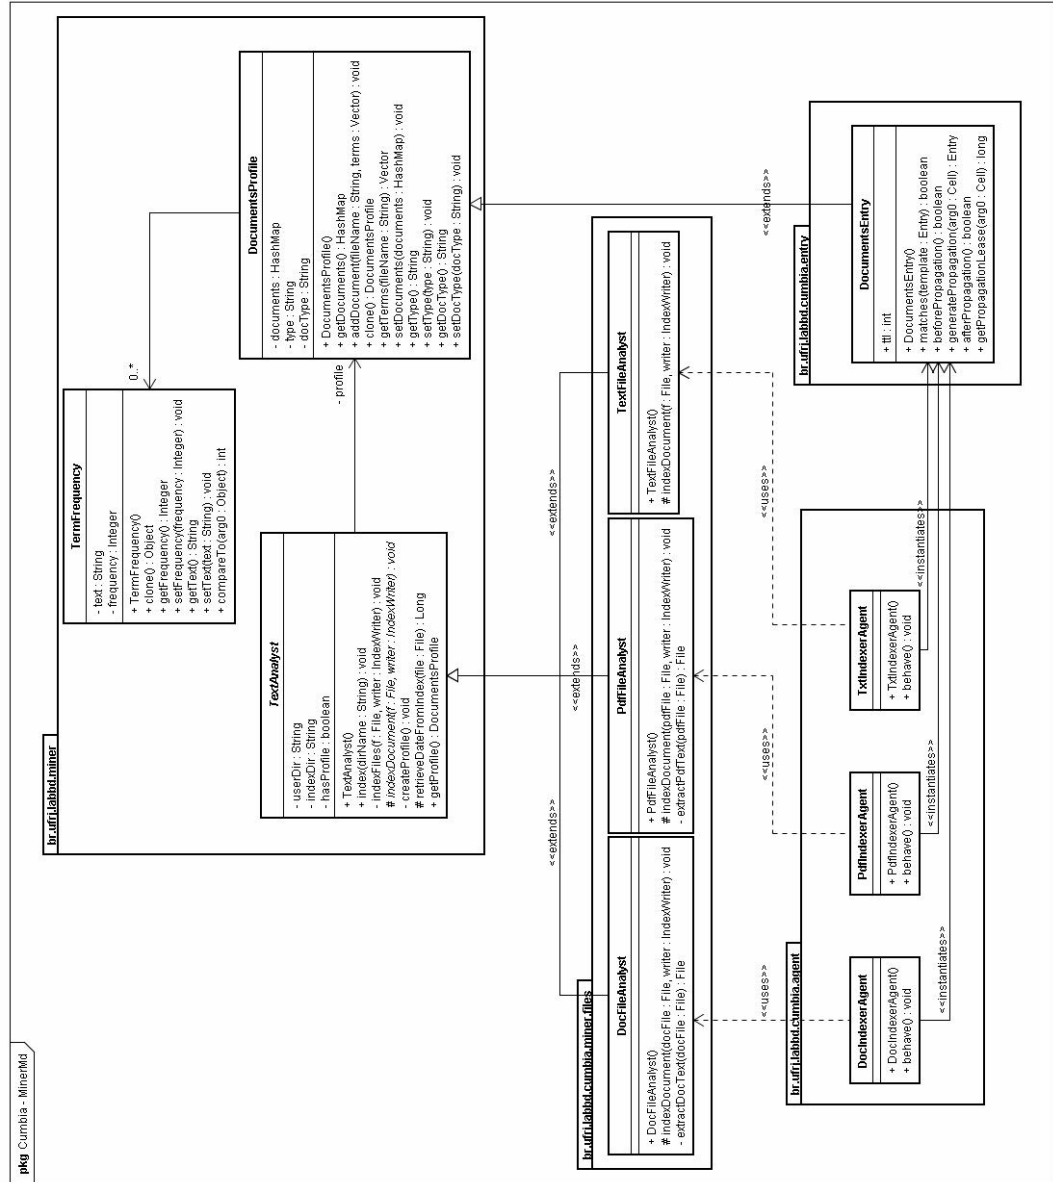 pkg Cumbia - MinerMd
br.ufrj.labbd.miner
TermFrequency
- text : String
- frequency : Integer
+ TermFrequency()
+ clone() : Object
+ getFrequency() : Integer
+ setFrequency(frequency : Integer) : void
+ getText() : String
+ setText(text : String) : void
+ compareTo(arg0 : Object) : int
0..*
DocumentsProfile
- documents : HashMap
- type : String
- docType : String
+ DocumentsProfile()
+ getDocuments() : HashMap
+ addDocument(fileName : String, terms : Vector) : void
+ clone() : DocumentsProfile
+ getTerms(fileName : String) : Vector
+ setDocuments(documents : HashMap) : void
+ getType() : String
+ setType(type : String) : void
+ getDocType() : String
+ setDocType(docType : String) : void
- profile
TextAnalyst
- userDir : String
- indexDir : String
- hasProfile : boolean
+ TextAnalyst()
+ index(dirName : String) : void
- indexFiles(f : File, writer : IndexWriter) : void
# indexDocument(f : File, writer : IndexWriter) : void
- createProfile() : void
# retrieveDateFromIndex(file : File) : Long
+ getProfile() : DocumentsProfile
<<extends>>
<<extends>>
<<extends>>
<<extends>>
br.ufrj.labbd.cumbia.miner.files
DocFileAnalyst
+ DocFileAnalyst()
# indexDocument(docFile : File, writer : IndexWriter) : void
- extractDocText(docFile : File) : File
PdfFileAnalyst
+ PdfFileAnalyst()
# indexDocument(pdfFile : File, writer : IndexWriter) : void
- extractPdfText(pdfFile : File) : File
TextFileAnalyst
+ TextFileAnalyst()
# indexDocument(f : File, writer : IndexWriter) : void
<<uses>>
<<uses>>
<<uses>>
br.ufrj.labbd.cumbia.agent
DocIndexerAgent
+ DocIndexerAgent()
+ behave() : void
PdfIndexerAgent
+ PdfIndexerAgent()
+ behave() : void
TxtIndexerAgent
+ TxtIndexerAgent()
+ behave() : void
<<instantiates>>
<<instantiates>>
<<instantiates>>
br.ufrj.labbd.cumbia.entry
DocumentsEntry
+ ttl : int
+ DocumentsEntry()
+ matches(template : Entry) : boolean
+ beforePropagation() : boolean
+ generatePropagation(arg0 : Cell) : Entry
+ afterPropagation() : boolean
+ getPropagationLease(arg0 : Cell) : long